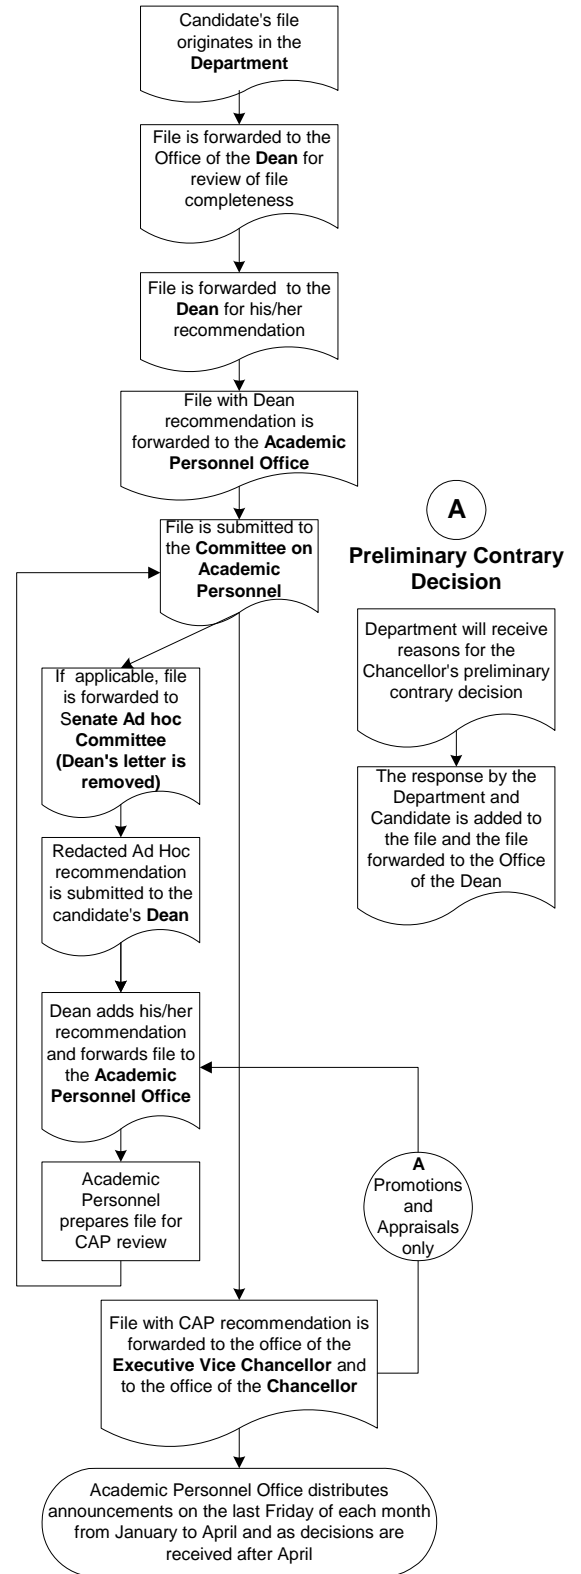 Candidate's file
originates in the
Department
File is forwarded to the
Office of the Dean for
review of file
completeness
File is forwarded to the
Dean for his/her
recommendation
File with Dean
recommendation is
forwarded to the Academic
Personnel Office
File is submitted to
the Committee on
Academic
Personnel
If applicable, file
is forwarded to
Senate Ad hoc
Committee
(Dean's letter is
removed)
Redacted Ad Hoc
recommendation
is submitted to the
candidate's Dean
Dean adds his/her
recommendation
and forwards file to
the Academic
Personnel Office
Academic
Personnel
prepares file for
CAP review
A
Preliminary Contrary
Decision
Department will receive
reasons for the
Chancellor's preliminary
contrary decision
The response by the
Department and
Candidate is added to
the file and the file
forwarded to the Office
of the Dean
A
Promotions
and
Appraisals
only
File with CAP recommendation is
forwarded to the office of the
Executive Vice Chancellor and
to the office of the Chancellor
Academic Personnel Office distributes
announcements on the last Friday of each month
from January to April and as decisions are
received after April